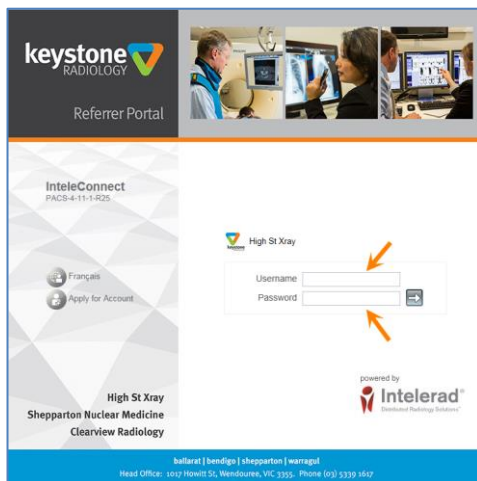 keystone
RADIOLOGY
Referrer Portal
InteleConnect
PACS-4-11-1-R25
keystone
High St Xray
Username
Password
Français
Apply for Account
powered by
Intelerad®
Distributed Radiology Solutions™
High St Xray
Shepparton Nuclear Medicine
Clearview Radiology
ballarat | bendigo | shepparton | warragul
Head Office: 1017 Howitt St, Wendouree, VIC 3355. Phone (03) 5339 1617